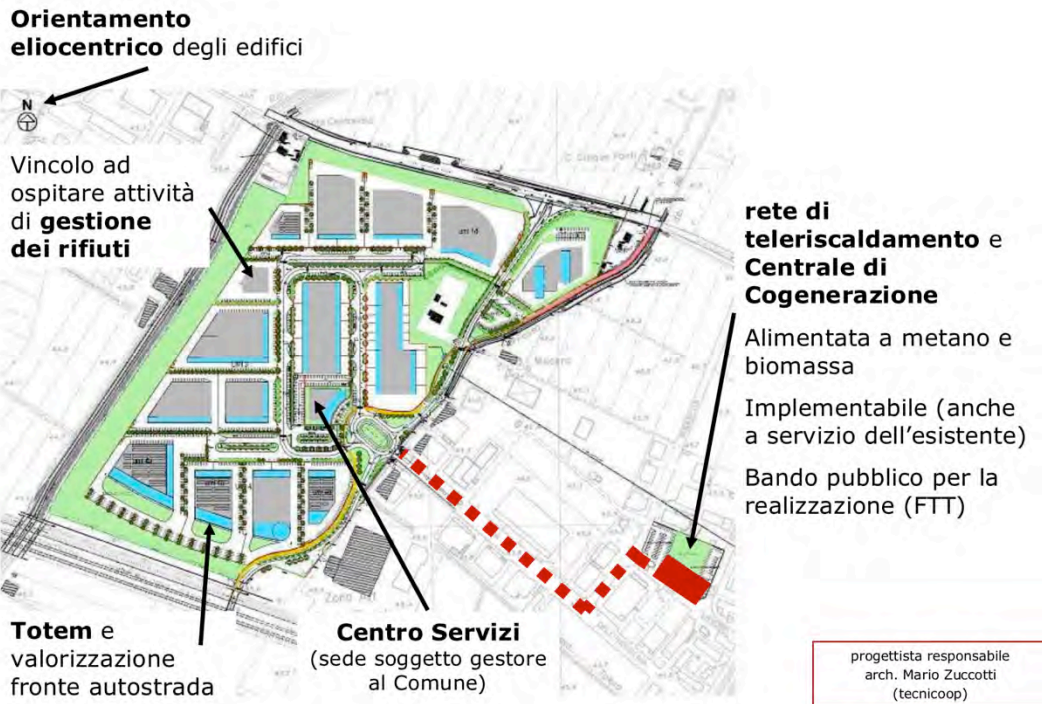 Orientamento
eliocentrico degli edifici
N
Vincolo ad
ospitare attività
di gestione
dei rifiuti
rete di
teleriscaldamento e
Centrale di
Cogenerazione
Alimentata a metano e
biomassa
Implementabile (anche
a servizio dell'esistente)
Bando pubblico per la
realizzazione (FTT)
Totem e
valorizzazione
fronte autostrada
Centro Servizi
(sede soggetto gestore
al Comune)
progettista responsabile
arch. Mario Zuccotti
(tecnicoop)